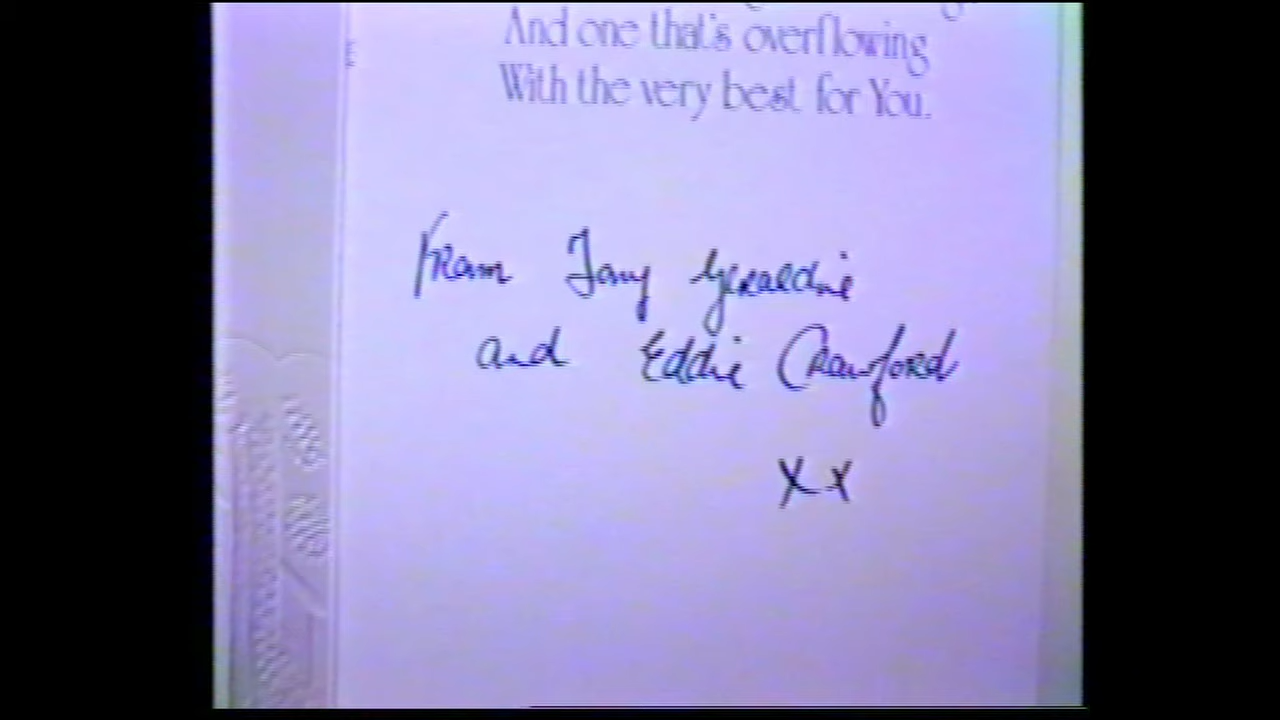 And one that's overflowing
With the very best for You.
From Tony Geraldine
and Eddie Crawford
X X